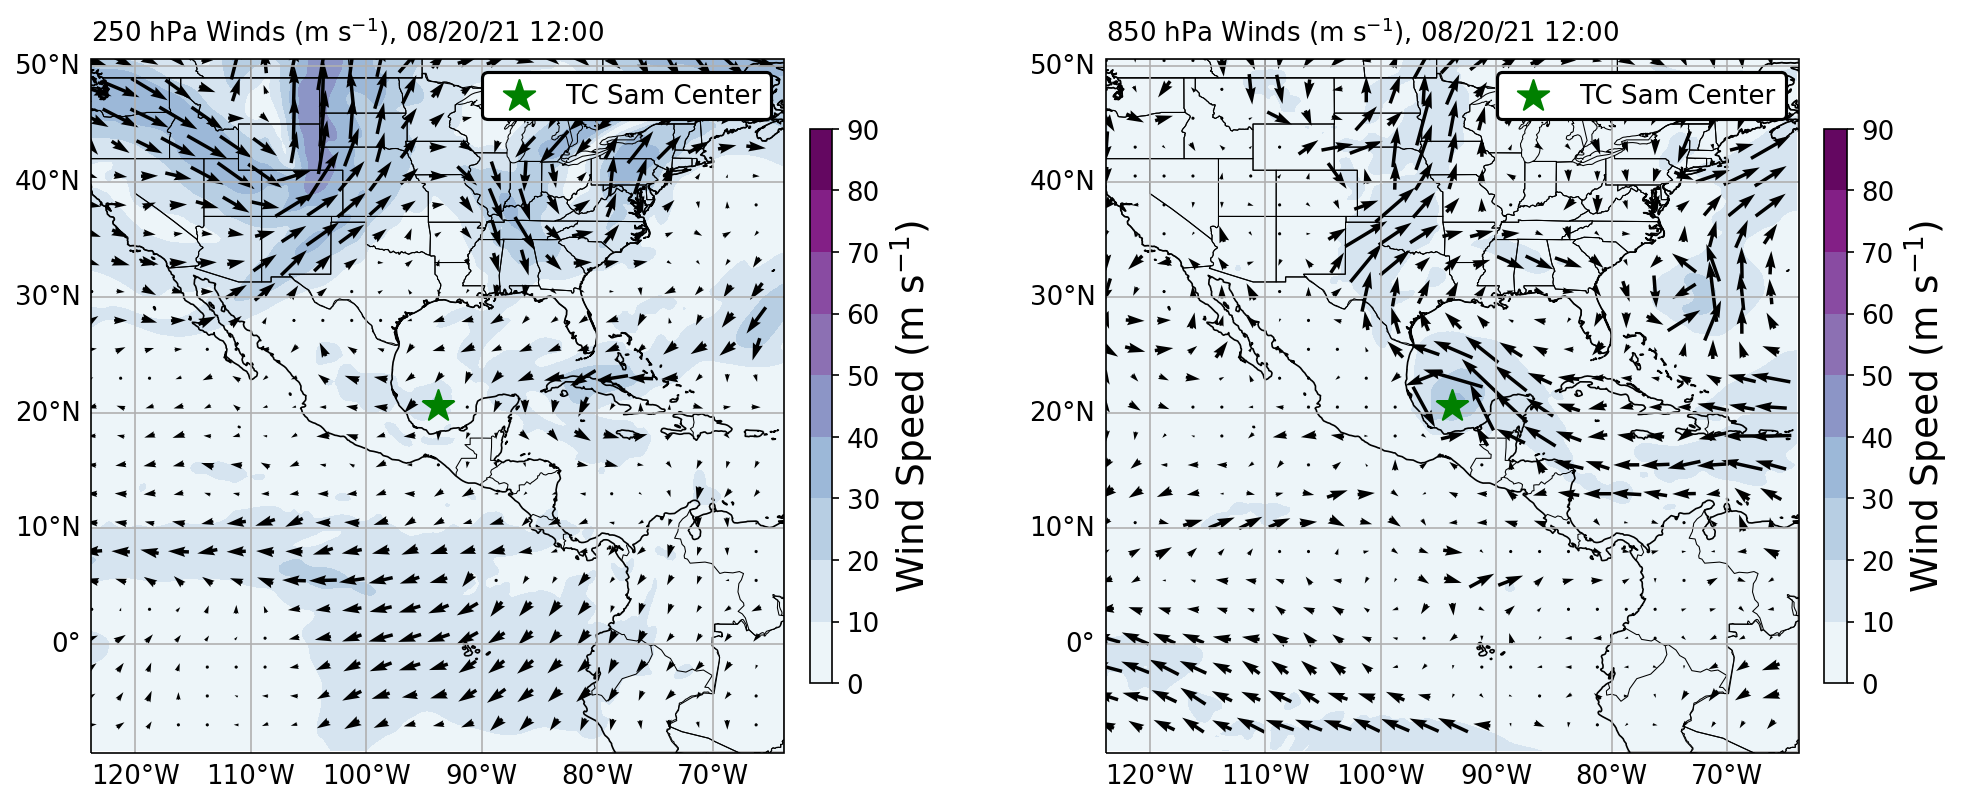 250 hPa Winds (m s⁻¹), 08/20/21 12:00
TC Sam Center
50°N
40°N
30°N
20°N
10°N
0°
120°W 110°W 100°W 90°W 80°W 70°W
90
80
70
60
50
40
30
20
10
0
Wind Speed (m s⁻¹)
850 hPa Winds (m s⁻¹), 08/20/21 12:00
TC Sam Center
50°N
40°N
30°N
20°N
10°N
0°
120°W 110°W 100°W 90°W 80°W 70°W
90
80
70
60
50
40
30
20
10
0
Wind Speed (m s⁻¹)